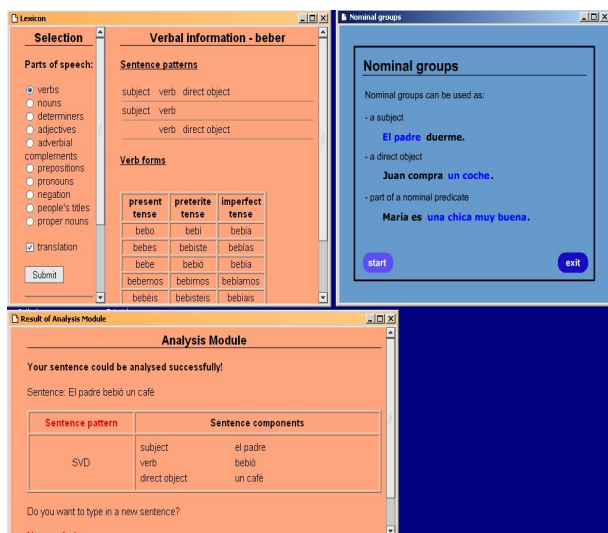 Lexicon
Selection
Parts of speech:
verbs
nouns
determiners
adjectives
adverbial
complements
prepositions
pronouns
negation
people's titles
proper nouns
translation
Submit
Verbal information - beber
Sentence patterns
subject verb direct object
subject verb
verb direct object
Verb forms
present tense preterite tense imperfect tense
bebo bebí bebía
bebes bebiste bebías
bebe bebió bebía
bebemos bebimos bebíamos
bebéis bebisteis bebíais
Nominal groups
Nominal groups
Nominal groups can be used as:
- a subject
El padre duerme.
- a direct object
Juan compra un coche.
- part of a nominal predicate
María es una chica muy buena.
start exit
Result of Analysis Module
Analysis Module
Your sentence could be analysed successfully!
Sentence: El padre bebió un café
Sentence pattern Sentence components
SVD
subject el padre
verb bebió
direct object un café
Do you want to type in a new sentence?